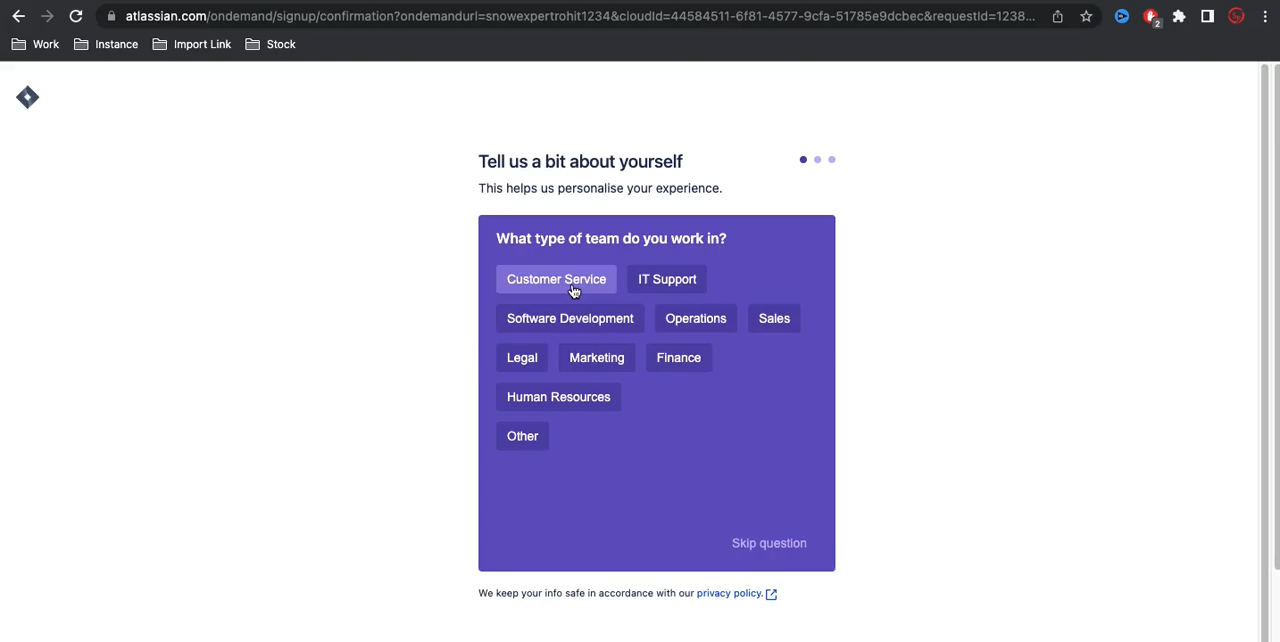 atlassian.com/ondemand/signup/confirmation?ondemandurl=snowexpertrohit1234&cloudId=44584511-6f81-4577-9cfa-51785e9dcbec&requestId=1238...
2
Work Instance Import Link Stock
Tell us a bit about yourself
This helps us personalise your experience.
What type of team do you work in?
Customer Service IT Support
Software Development Operations Sales
Legal Marketing Finance
Human Resources
Other
Skip question
We keep your info safe in accordance with our privacy policy.